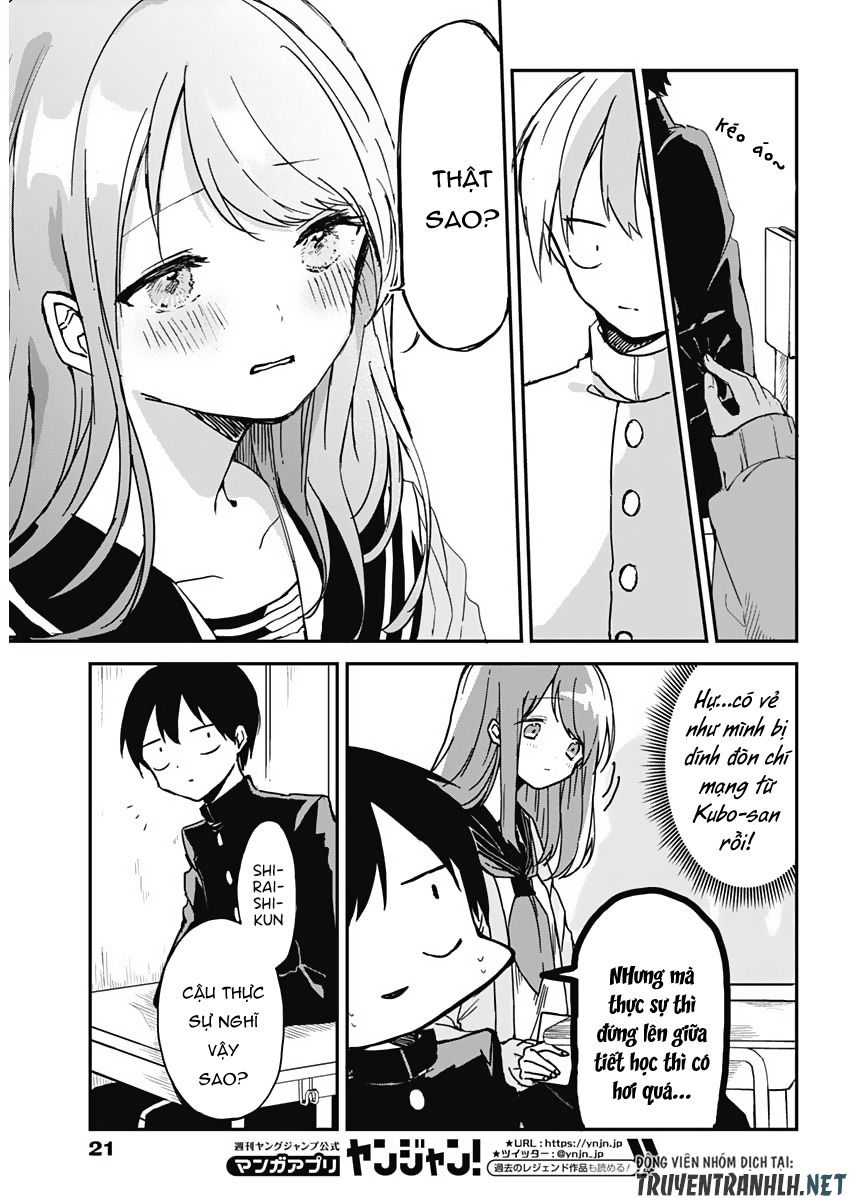 kéo áo~
THẬT
SAO?
Hự...có vẻ
như mình bị
dính đòn chí
mạng từ
Kubo-san
rồi!
NHưng mà
thực sự thì
đứng lên giữa
tiết học thì có
hơi quá...
SHI-
RAI-
SHI-
KUN
CẬU THỰC
SỰ NGHĨ
VẬY
SAO?
21
週刊ヤングジャンプ公式
マンガアプリ
ヤンジャン!
★URL:https://ynjn.jp
★ツイッター:@ynjn_jp
過去のレジェンド作品も読める!
ĐỘNG VIÊN NHÓM DỊCH TẠI:
TRUYENTRANHLH.NET